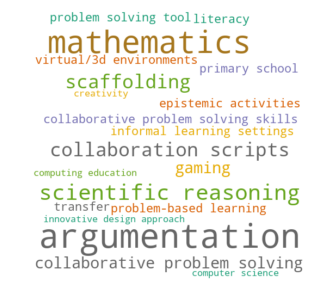 problem solving tool literacy
mathematics
virtual/3d environments
primary school
scaffolding
creativity
epistemic activities
collaborative problem solving skills
informal learning settings
collaboration scripts
gaming
computing education
scientific reasoning
transfer problem-based learning
innovative design approach
argumentation
collaborative problem solving
computer science